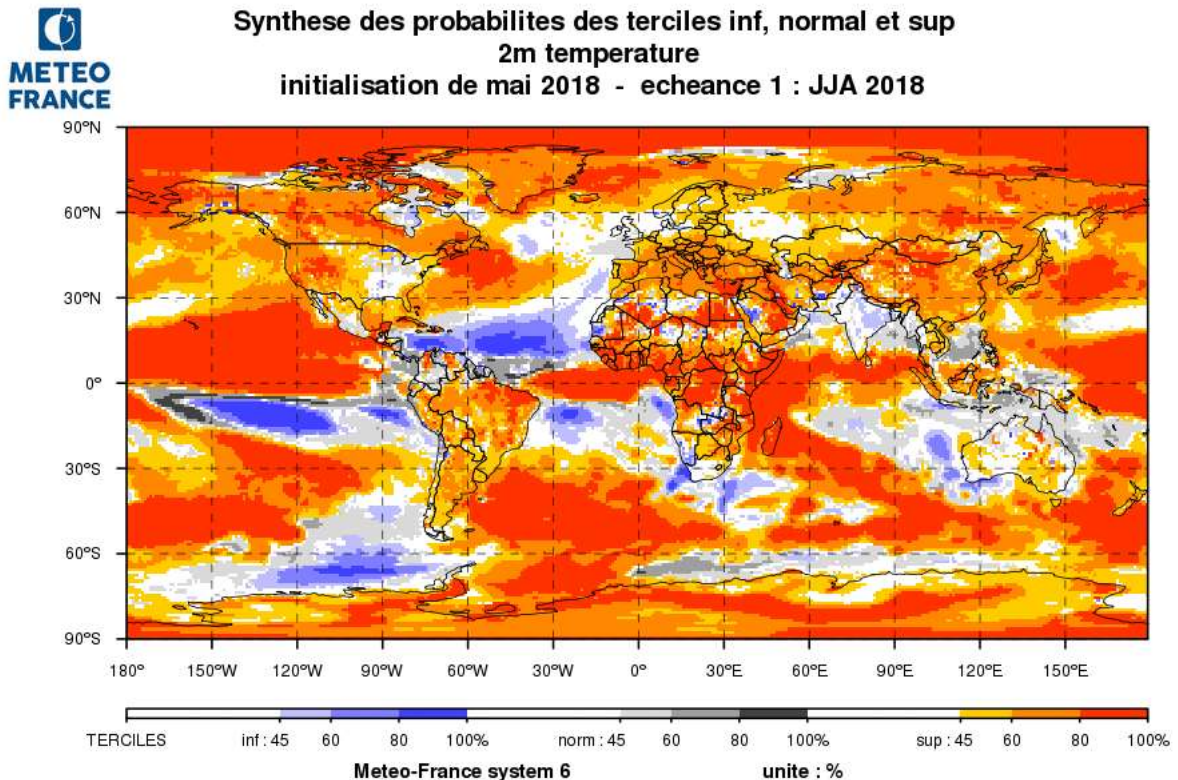 METEO
FRANCE
Synthese des probabilites des terciles inf, normal et sup
2m temperature
initialisation de mai 2018 - echeance 1 : JJA 2018
90ºN
60ºN
30ºN
0º
30ºS
60ºS
90ºS
180º 150ºW 120ºW 90ºW 60ºW 30ºW 0º 30ºE 60ºE 90ºE 120ºE 150ºE
TERCILES inf : 45 60 80 100% norm : 45 60 80 100% sup : 45 60 80 100%
Meteo-France system 6 unite : %